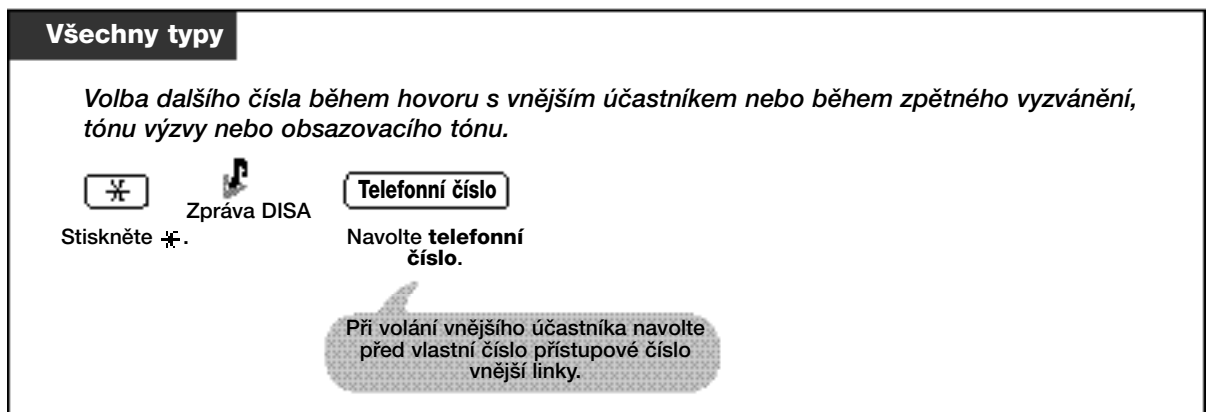 Všechny typy
Volba dalšího čísla během hovoru s vnějším účastníkem nebo během zpětného vyzvánění,
tónu výzvy nebo obsazovacího tónu.
✳
Zpráva DISA
Telefonní číslo
Stiskněte ✳.
Navolte telefonní
číslo.
Při volání vnějšího účastníka navolte
před vlastní číslo přístupové číslo
vnější linky.